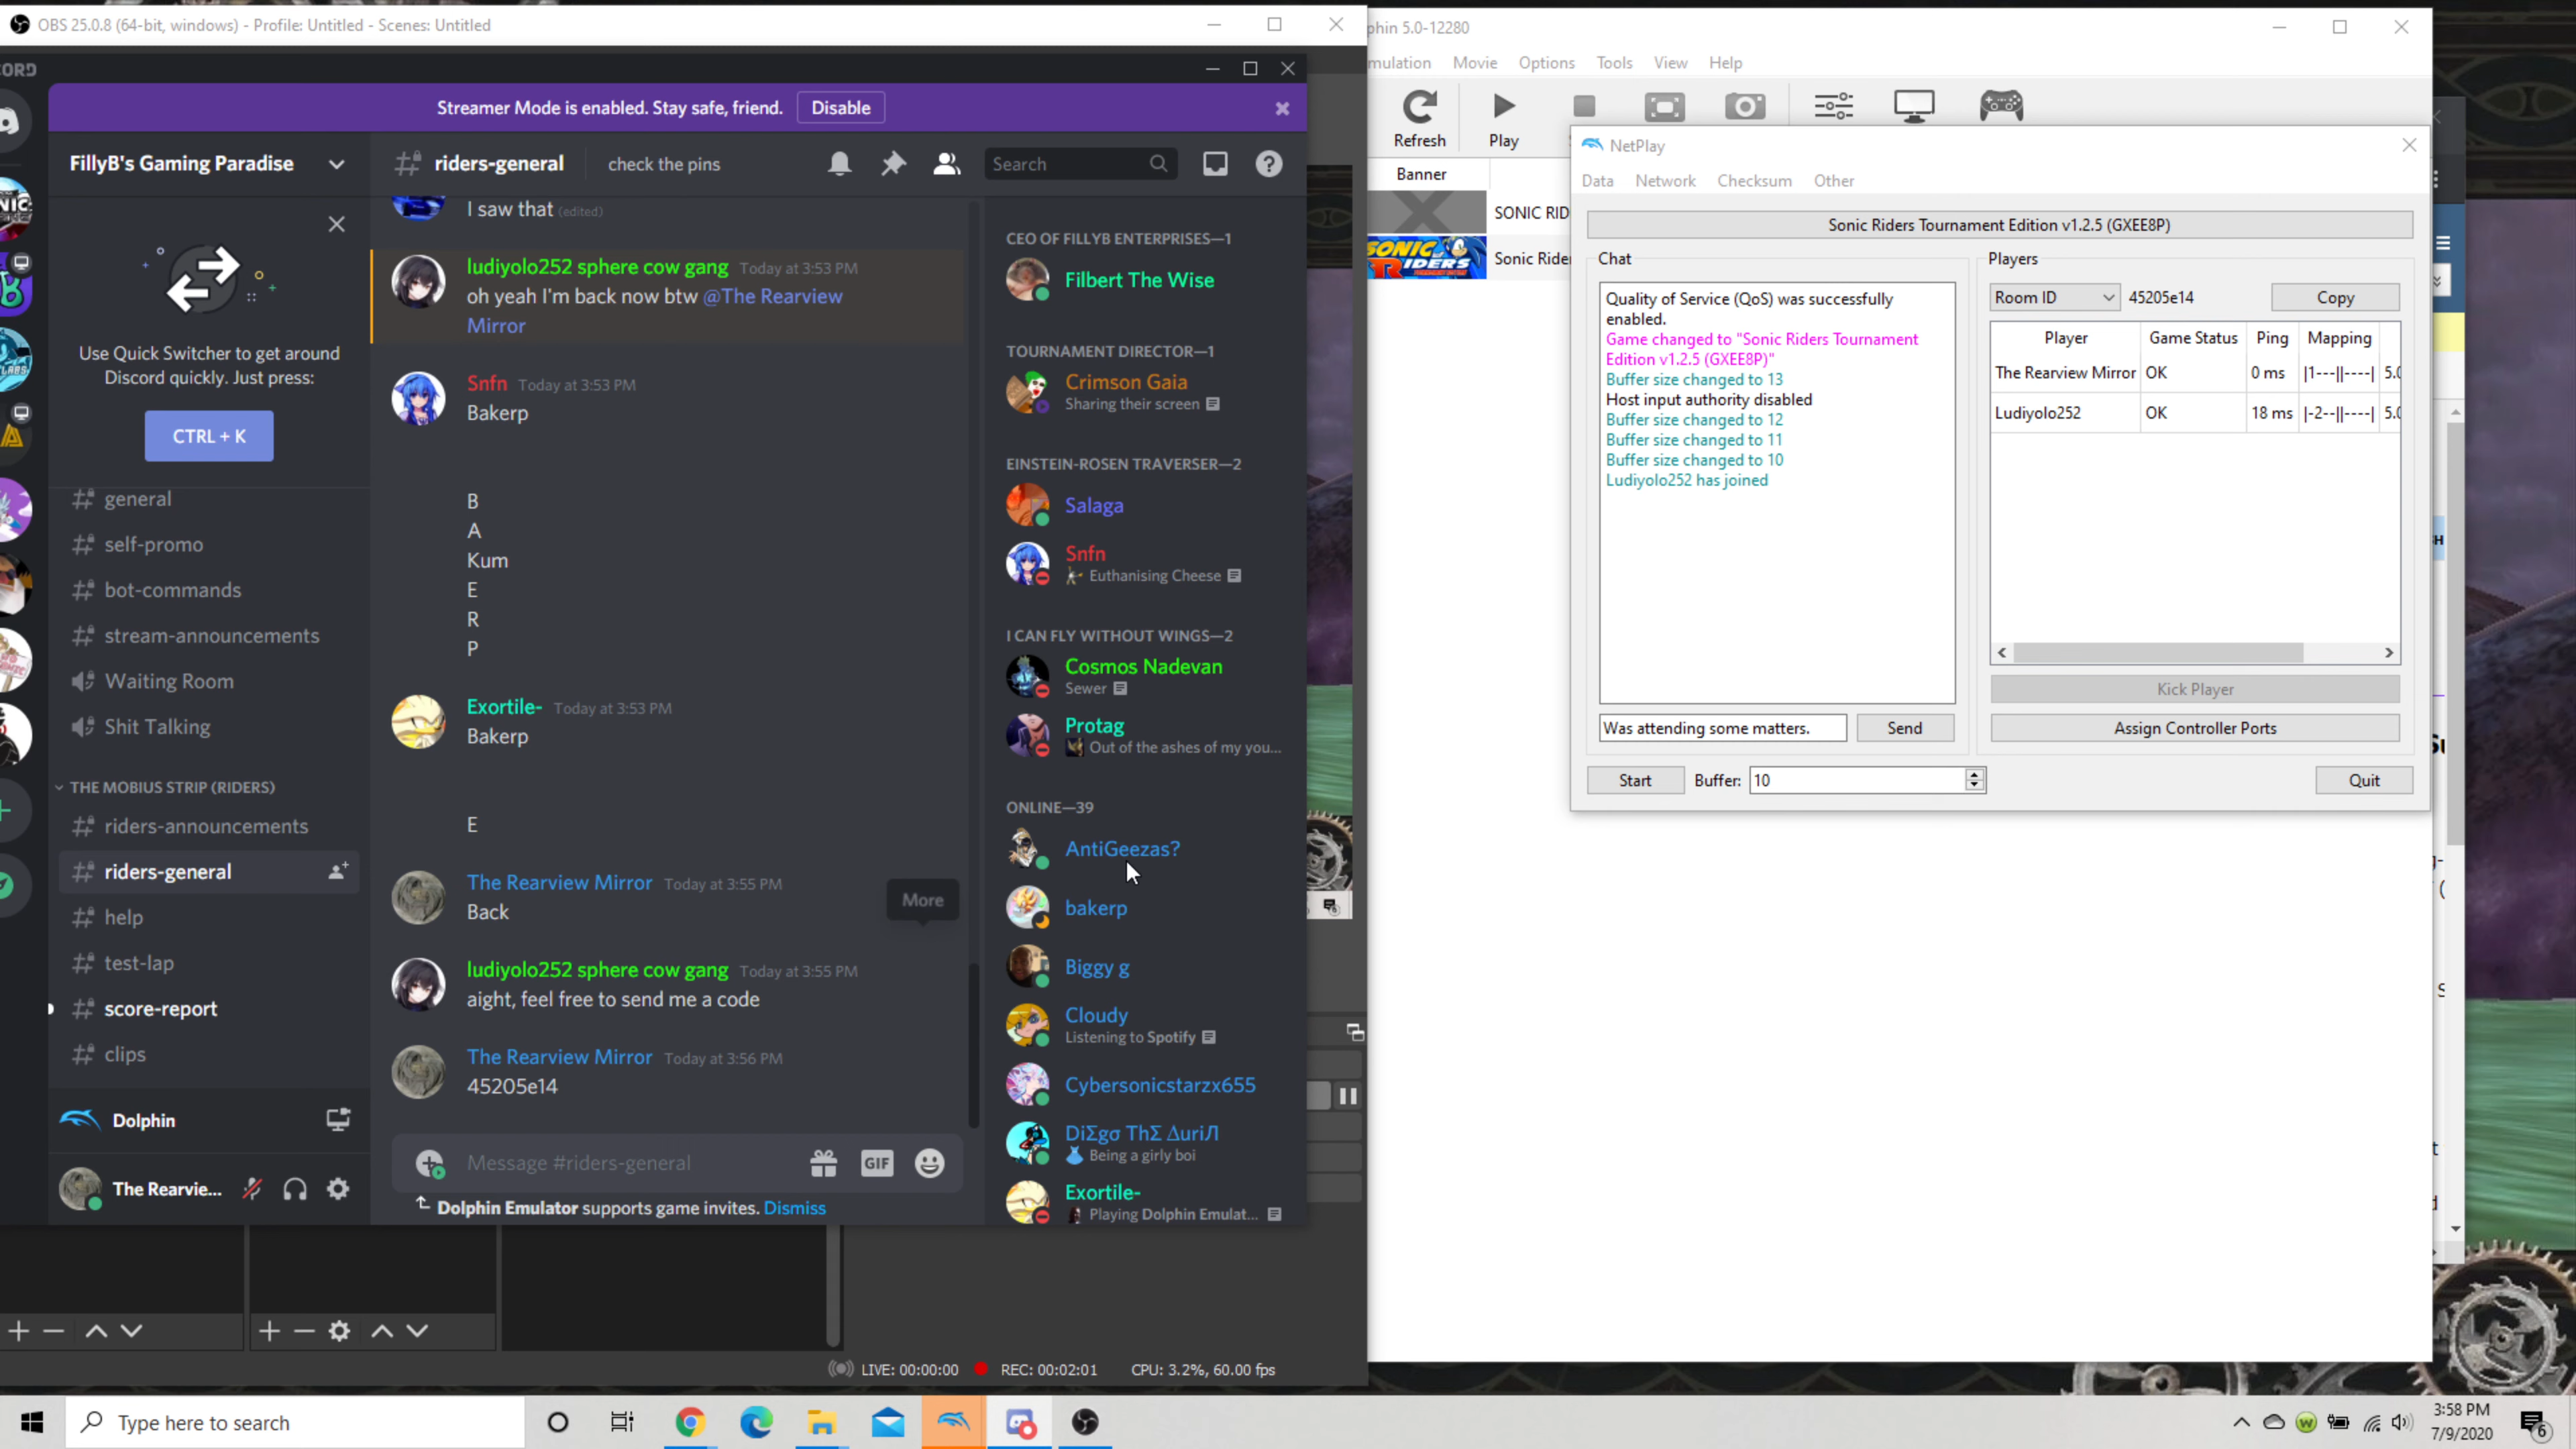 OBS 25.0.8 (64-bit, windows) - Profile: Untitled - Scenes: Untitled
CORD
Streamer Mode is enabled. Stay safe, friend. Disable
FillyB's Gaming Paradise
riders-general check the pins
Search
Use Quick Switcher to get around
Discord quickly. Just press:
CTRL + K
general
self-promo
bot-commands
stream-announcements
Waiting Room
Shit Talking
THE MOBIUS STRIP (RIDERS)
riders-announcements
riders-general
help
test-lap
score-report
clips
Dolphin
The Rearvie...
I saw that (edited)
ludiyolo252 sphere cow gang Today at 3:53 PM
oh yeah I'm back now btw @The Rearview
Mirror
Snfn Today at 3:53 PM
Bakerp
B
A
Kum
E
R
P
Exortile- Today at 3:53 PM
Bakerp
E
The Rearview Mirror Today at 3:55 PM
Back
More
ludiyolo252 sphere cow gang Today at 3:55 PM
aight, feel free to send me a code
The Rearview Mirror Today at 3:56 PM
45205e14
Message #riders-general
GIF
Dolphin Emulator supports game invites. Dismiss
CEO OF FILLYB ENTERPRISES—1
Filbert The Wise
TOURNAMENT DIRECTOR—1
Crimson Gaia
Sharing their screen
EINSTEIN-ROSEN TRAVERSER—2
Salaga
Snfn
Euthanising Cheese
I CAN FLY WITHOUT WINGS—2
Cosmos Nadevan
Sewer
Protag
Out of the ashes of my you...
ONLINE—39
AntiGeezas?
bakerp
Biggy g
Cloudy
Listening to Spotify
Cybersonicstarzx655
DiΣgσ ThΣ ΔuriЛ
Being a girly boi
Exortile-
Playing Dolphin Emulat...
LIVE: 00:00:00 REC: 00:02:01 CPU: 3.2%, 60.00 fps
phin 5.0-12280
mulation Movie Options Tools View Help
Refresh Play
Banner
SONIC RID
SONIC RIDERS
Sonic Ride
NetPlay
Data Network Checksum Other
Sonic Riders Tournament Edition v1.2.5 (GXEE8P)
Chat
Quality of Service (QoS) was successfully
enabled.
Game changed to "Sonic Riders Tournament
Edition v1.2.5 (GXEE8P)"
Buffer size changed to 13
Host input authority disabled
Buffer size changed to 12
Buffer size changed to 11
Buffer size changed to 10
Ludiyolo252 has joined
Was attending some matters. Send
Start Buffer: 10
Players
Room ID 45205e14 Copy
Player Game Status Ping Mapping
The Rearview Mirror OK 0 ms |1---||----| 5.0
Ludiyolo252 OK 18 ms |-2--||----| 5.0
Kick Player
Assign Controller Ports
Quit
Type here to search
3:58 PM
7/9/2020
6